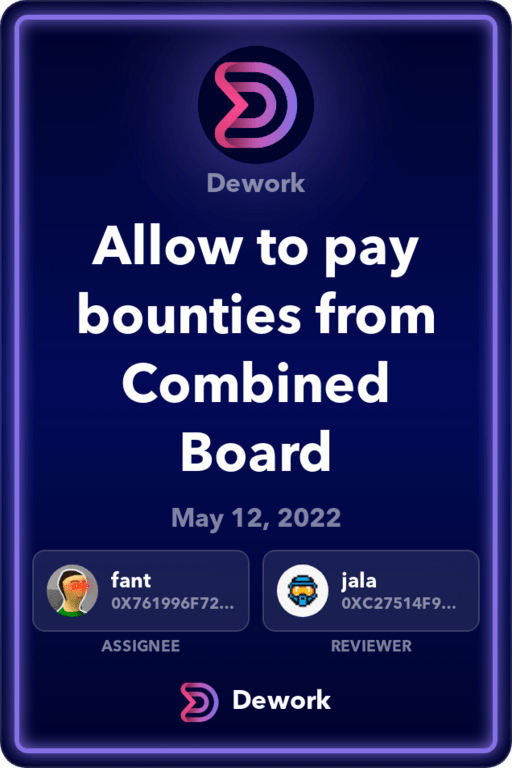 Dework
Allow to pay
bounties from
Combined
Board
May 12, 2022
fant
0X761996F72...
ASSIGNEE
jala
0XC27514F9...
REVIEWER
Dework